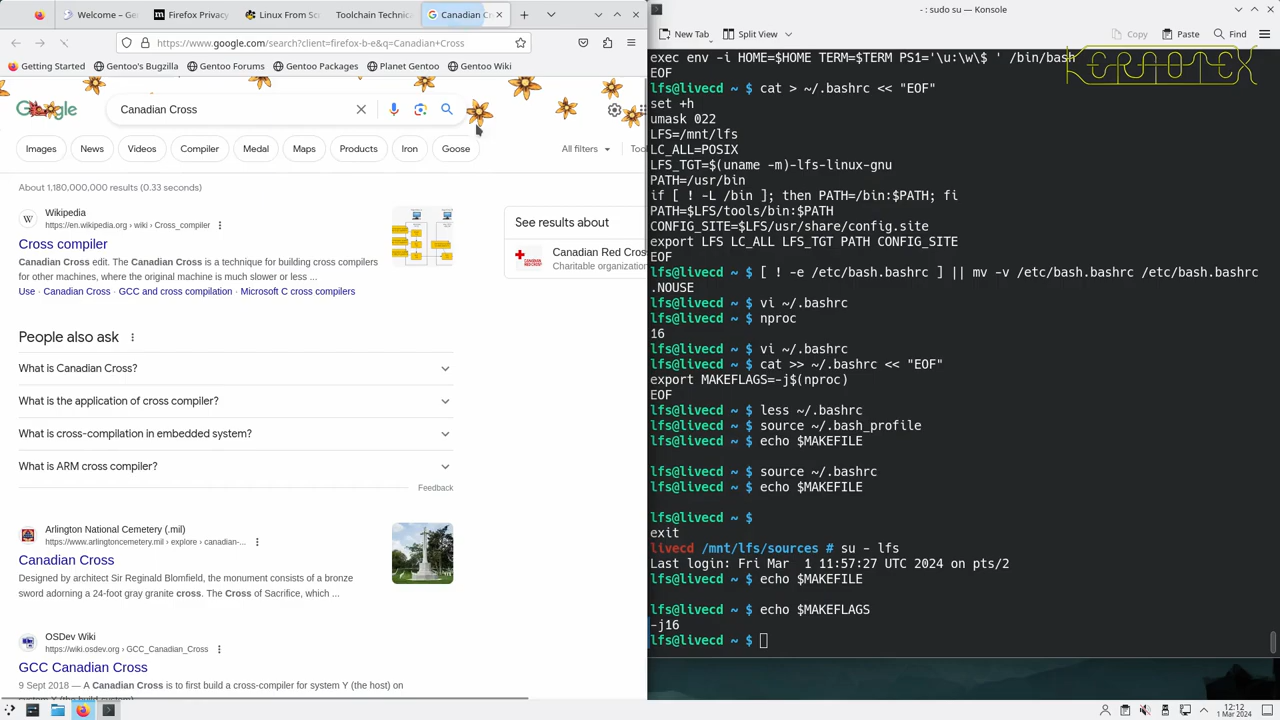 Welcome – Ge
Firefox Privacy
Linux From Scr
Toolchain Technica
Canadian Cr
- : sudo su — Konsole
https://www.google.com/search?client=firefox-b-e&q=Canadian+Cross
New Tab
Split View
Copy
Paste
Find
Getting Started
Gentoo's Bugzilla
Gentoo Forums
Gentoo Packages
Planet Gentoo
Gentoo Wiki
Canadian Cross
Images
News
Videos
Compiler
Medal
Maps
Products
Iron
Goose
All filters
Too
About 1,180,000,000 results (0.33 seconds)
Wikipedia
https://en.wikipedia.org › wiki › Cross_compiler
Cross compiler
Canadian Cross edit. The Canadian Cross is a technique for building cross compilers
for other machines, where the original machine is much slower or less ...
Use · Canadian Cross · GCC and cross compilation · Microsoft C cross compilers
See results about
Canadian Red Cros
Charitable organization
People also ask
What is Canadian Cross?
What is the application of cross compiler?
What is cross-compilation in embedded system?
What is ARM cross compiler?
Feedback
Arlington National Cemetery (.mil)
https://www.arlingtoncemetery.mil › explore › canadian-...
Canadian Cross
Designed by architect Sir Reginald Blomfield, the monument consists of a bronze
sword adorning a 24-foot gray granite cross. The Cross of Sacrifice, which ...
OSDev Wiki
https://wiki.osdev.org › GCC_Canadian_Cross
GCC Canadian Cross
9 Sept 2018 — A Canadian Cross is to first build a cross-compiler for system Y (the host) on
exec env -i HOME=$HOME TERM=$TERM PS1='\u:\w\$ ' /bin/bash
EOF
lfs@livecd ~ $ cat > ~/.bashrc << "EOF"
set +h
umask 022
LFS=/mnt/lfs
LC_ALL=POSIX
LFS_TGT=$(uname -m)-lfs-linux-gnu
PATH=/usr/bin
if [ ! -L /bin ]; then PATH=/bin:$PATH; fi
PATH=$LFS/tools/bin:$PATH
CONFIG_SITE=$LFS/usr/share/config.site
export LFS LC_ALL LFS_TGT PATH CONFIG_SITE
EOF
lfs@livecd ~ $ [ ! -e /etc/bash.bashrc ] || mv -v /etc/bash.bashrc /etc/bash.bashrc
.NOUSE
lfs@livecd ~ $ vi ~/.bashrc
lfs@livecd ~ $ nproc
16
lfs@livecd ~ $ vi ~/.bashrc
lfs@livecd ~ $ cat >> ~/.bashrc << "EOF"
export MAKEFLAGS=-j$(nproc)
EOF
lfs@livecd ~ $ less ~/.bashrc
lfs@livecd ~ $ source ~/.bash_profile
lfs@livecd ~ $ echo $MAKEFILE
lfs@livecd ~ $ source ~/.bashrc
lfs@livecd ~ $ echo $MAKEFILE
lfs@livecd ~ $
exit
livecd /mnt/lfs/sources # su - lfs
Last login: Fri Mar  1 11:57:27 UTC 2024 on pts/2
lfs@livecd ~ $ echo $MAKEFILE
lfs@livecd ~ $ echo $MAKEFLAGS
-j16
lfs@livecd ~ $
12:12
1 Mar 2024